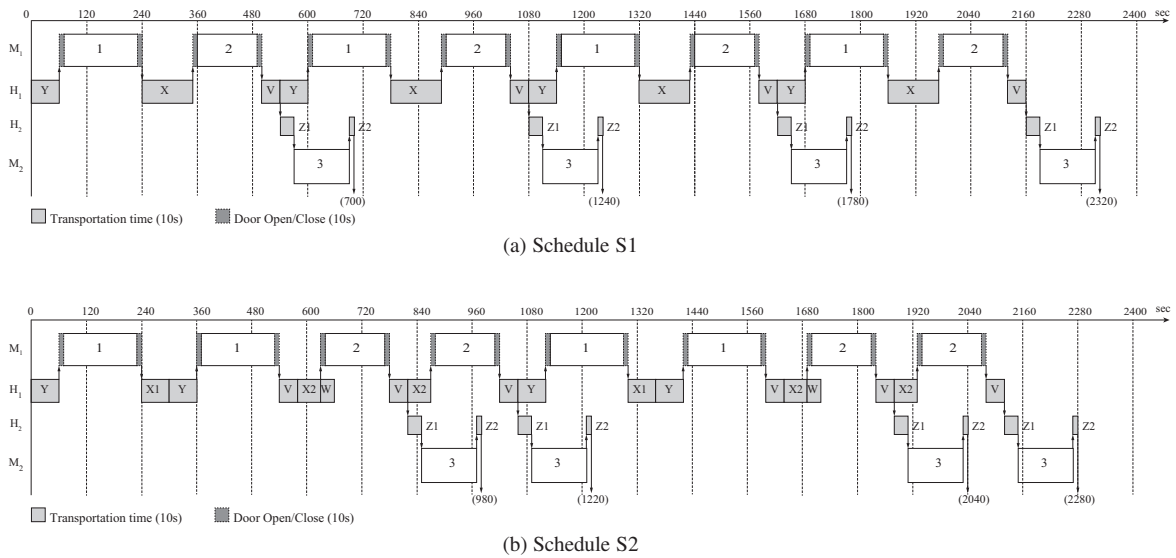 0 120 240 360 480 600 720 840 960 1080 1200 1320 1440 1560 1680 1800 1920 2040 2160 2280 2400 sec
M1 1 2 1 2 1 2 1 2
H1 Y X V Y X V Y X V Y X V
H2 Z1 Z2 Z1 Z2 Z1 Z2 Z1 Z2
M2 3 3 3 3
(700) (1240) (1780) (2320)
Transportation time (10s) Door Open/Close (10s)
(a) Schedule S1
0 120 240 360 480 600 720 840 960 1080 1200 1320 1440 1560 1680 1800 1920 2040 2160 2280 2400 sec
M1 1 1 2 2 1 1 2 2
H1 Y X1 Y V X2 W V X2 V Y X1 Y V X2 W V X2 V
H2 Z1 Z2 Z1 Z2 Z1 Z2 Z1 Z2
M2 3 3 3 3
(980) (1220) (2040) (2280)
Transportation time (10s) Door Open/Close (10s)
(b) Schedule S2